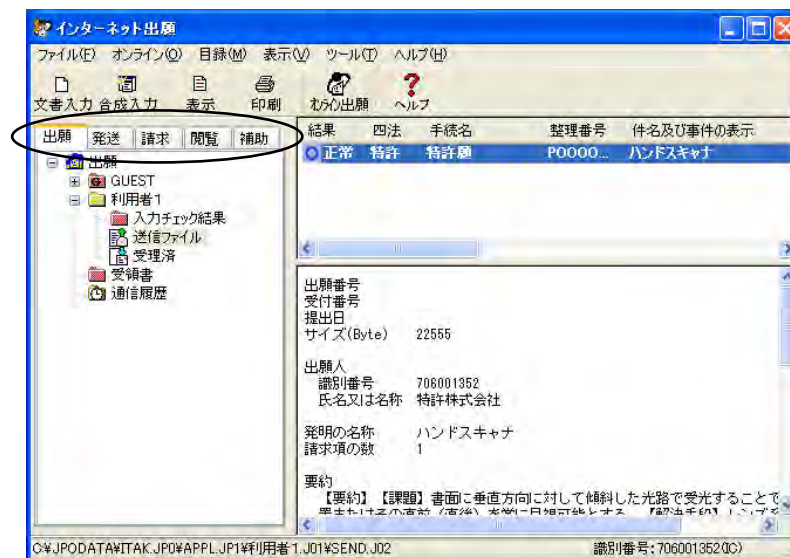 インターネット出願
ファイル(F) オンライン(O) 目録(M) 表示(V) ツール(T) ヘルプ(H)
文書入力 合成入力 表示 印刷 オンライン出願 ヘルプ
出願 発送 請求 閲覧 補助
結果 四法 手続名 整理番号 件名及び事件の表示
正常 特許 特許願 P0000... ハンドスキャナ
出願
GUEST
利用者1
入力チェック結果
送信ファイル
受理済
受領書
通信履歴
出願番号
受付番号
提出日
サイズ(Byte) 22555
出願人
識別番号 706001352
氏名又は名称 特許株式会社
発明の名称 ハンドスキャナ
請求項の数 1
要約
【要約】【課題】書面に垂直方向に対して傾斜した光路で受光することで
C:¥JPODATA¥ITAK.JP0¥APPL.JP1¥利用者1.J01¥SEND.J02 識別番号:706001352(IC)